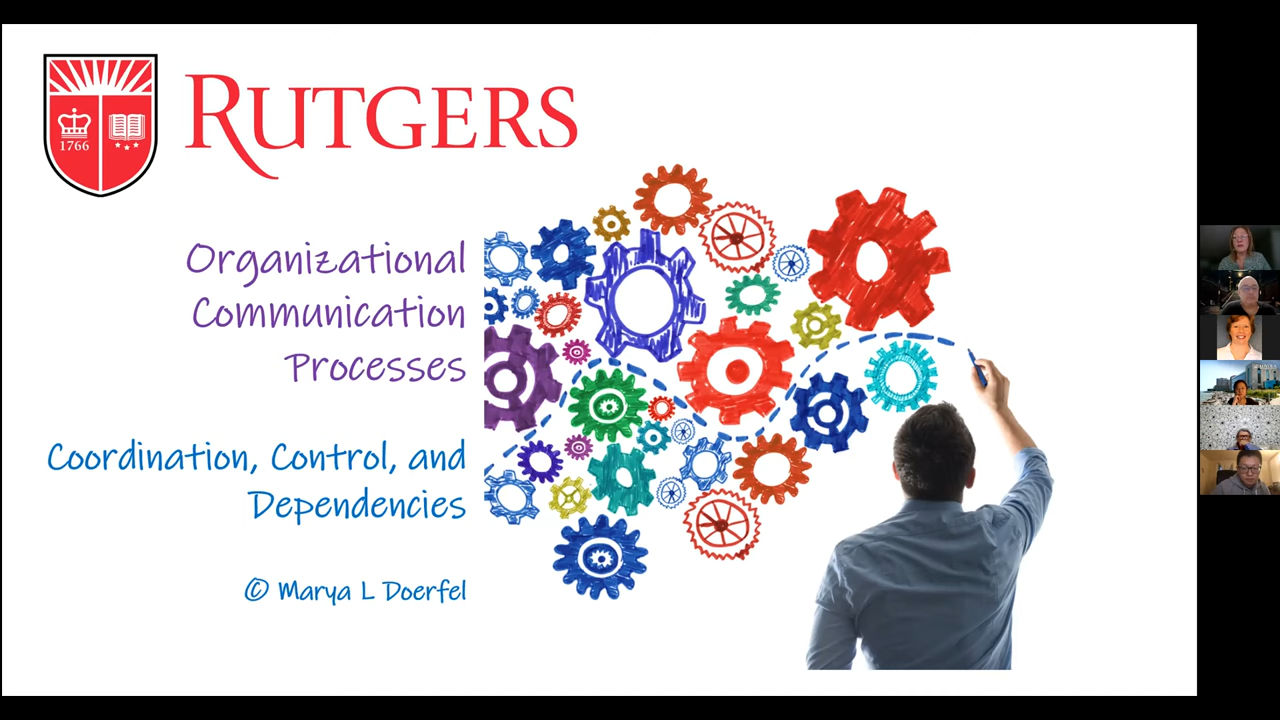 1766
RUTGERS
Organizational
Communication
Processes
Coordination, Control, and
Dependencies
© Marya L Doerfel